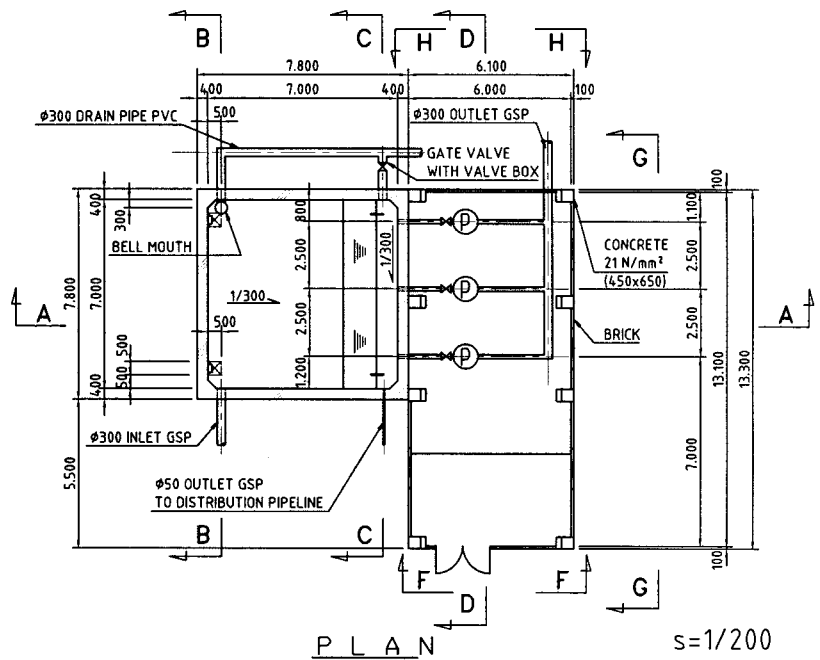 B
C
H
D
H
7.800
6.100
400
7.000
400
6.000
100
500
Ø300 DRAIN PIPE PVC
Ø300 OUTLET GSP
GATE VALVE
WITH VALVE BOX
G
400
300
800
100
1.100
BELL MOUTH
P
CONCRETE
21 N/mm²
(450x650)
2.500
1/300
2.500
A
7.800
7.000
1/300
P
A
500
BRICK
2.500
2.500
500
500
P
1.200
400
13.100
13.300
Ø300 INLET GSP
7.000
5.500
Ø50 OUTLET GSP
TO DISTRIBUTION PIPELINE
B
C
F
F
G
100
D
PLAN
s=1/200